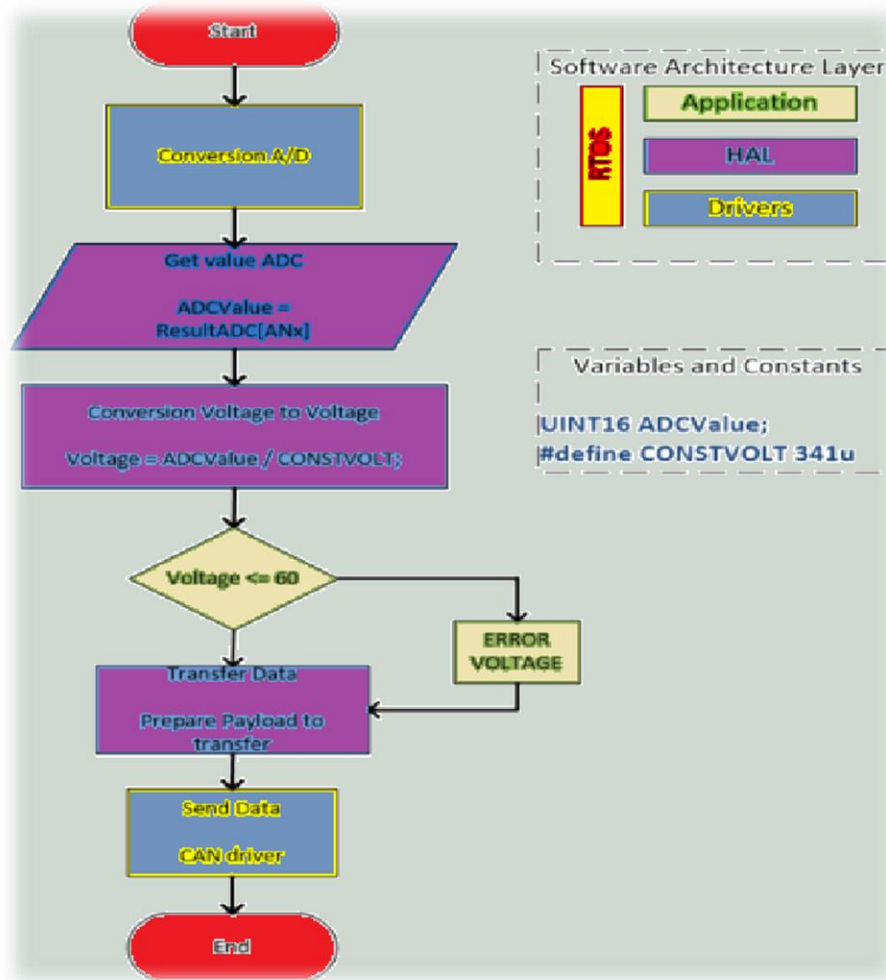 Start
Conversion A/D
Get value ADC
ADCValue =
ResultADC[ANx]
Conversion Voltage to Voltage
Voltage = ADCValue / CONSTVOLT;
Voltage <= 60
ERROR
VOLTAGE
Transfer Data
Prepare Payload to
transfer
Send Data
CAN driver
End
Software Architecture Layer
RTOS
Application
HAL
Drivers
Variables and Constants
UINT16 ADCValue;
#define CONSTVOLT 341u